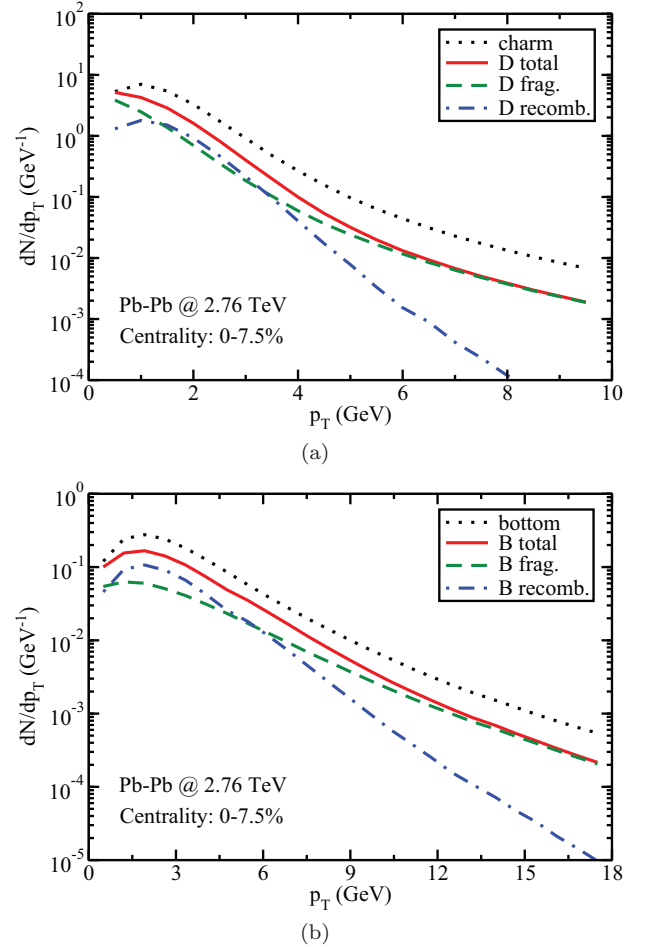 10²
10¹
10⁰
10⁻¹
10⁻²
10⁻³
10⁻⁴
dN/dp_T (GeV⁻¹)
charm
D total
D frag.
D recomb.
Pb-Pb @ 2.76 TeV
Centrality: 0-7.5%
0 2 4 6 8 10
p_T (GeV)
(a)
10⁰
10⁻¹
10⁻²
10⁻³
10⁻⁴
10⁻⁵
dN/dp_T (GeV⁻¹)
bottom
B total
B frag.
B recomb.
Pb-Pb @ 2.76 TeV
Centrality: 0-7.5%
0 3 6 9 12 15 18
p_T (GeV)
(b)